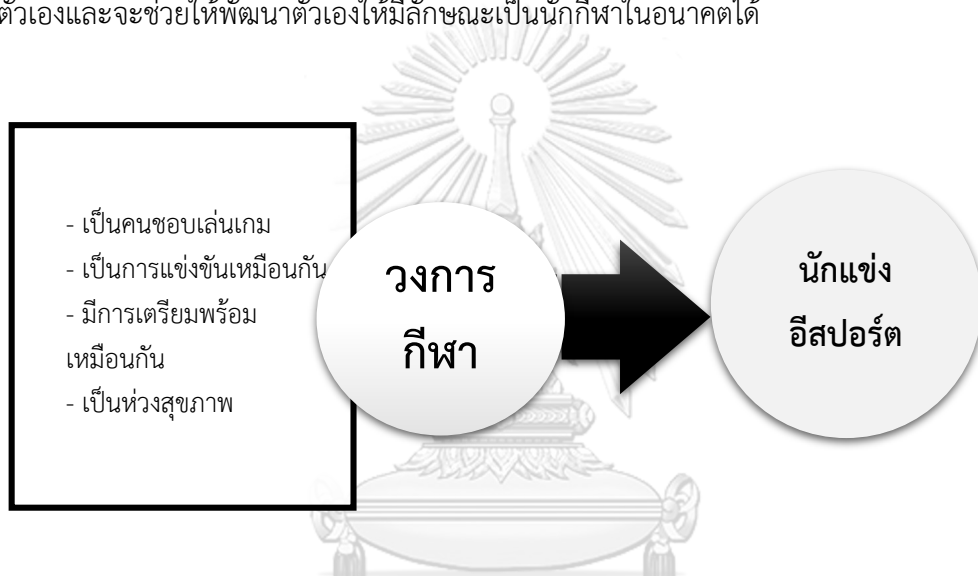 ตัวเองและจะช่วยให้พัฒนาตัวเองให้มีลักษณะเป็นนักกีฬาในอนาคตได้
- เป็นคนชอบเล่นเกม
- เป็นการแข่งขันเหมือนกัน
- มีการเตรียมพร้อม
เหมือนกัน
- เป็นห่วงสุขภาพ
วงการ
กีฬา
นักแข่ง
อีสปอร์ต